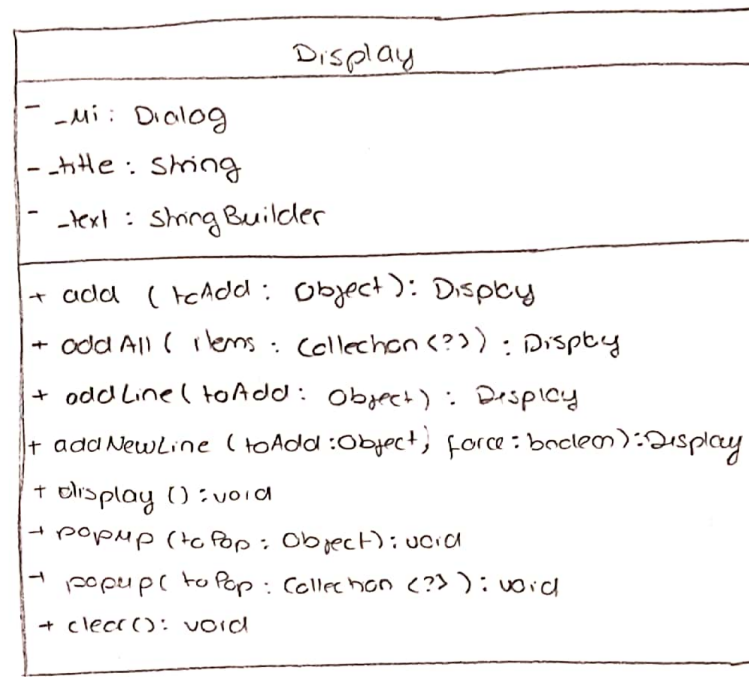 Display
- _ui: Dialog
- _title: String
- _text: StringBuilder
+ add (toAdd: Object): Display
+ addAll( items: Collection<?>): Display
+ addLine(toAdd: Object): Display
+ addNewLine (toAdd:Object, force:boolean):Display
+ display():void
+ popup (toPop: Object): void
+ popup( toPop: Collection <?>): void
+ clear(): void